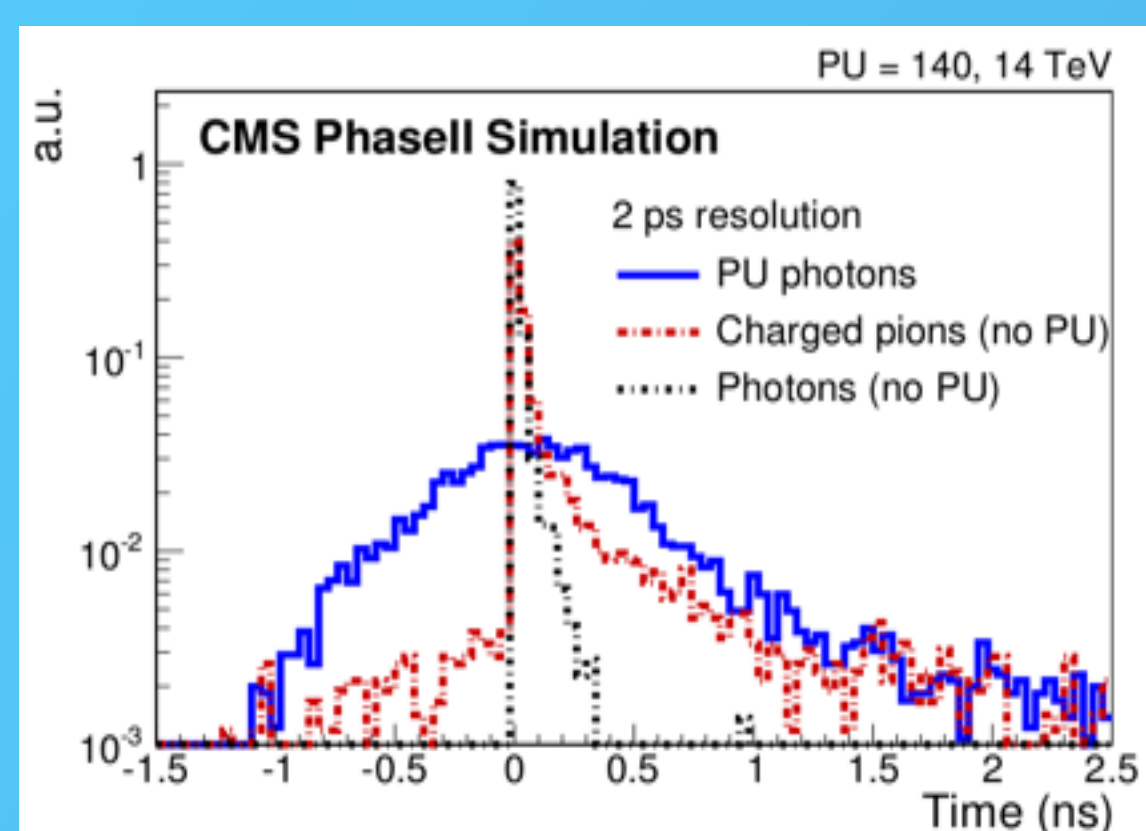 PU = 140, 14 TeV
a.u.
CMS PhaseII Simulation
2 ps resolution
PU photons
Charged pions (no PU)
Photons (no PU)
1
10-1
10-2
10-3
-1.5 -1 -0.5 0 0.5 1 1.5 2 2.5
Time (ns)